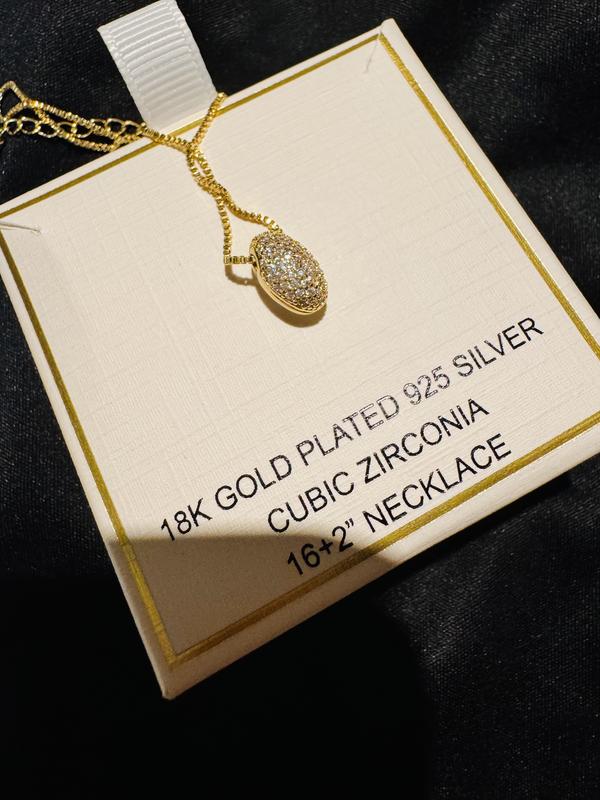 18K GOLD PLATED 925 SILVER
CUBIC ZIRCONIA
16+2" NECKLACE